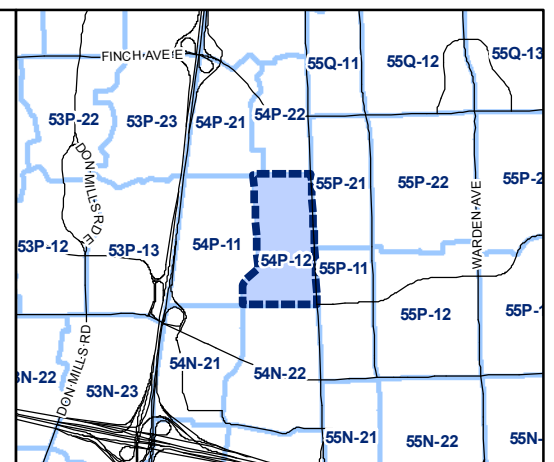 FINCH AVE E
55Q-11
55Q-12
55Q-13
53P-22
53P-23
54P-21
54P-22
DON MILLS RD E
55P-21
55P-22
55P-2
WARDEN AVE
53P-12
53P-13
54P-11
54P-12
55P-11
55P-12
55P-1
DON MILLS RD
3N-22
53N-23
54N-21
54N-22
55N-21
55N-22
55N-